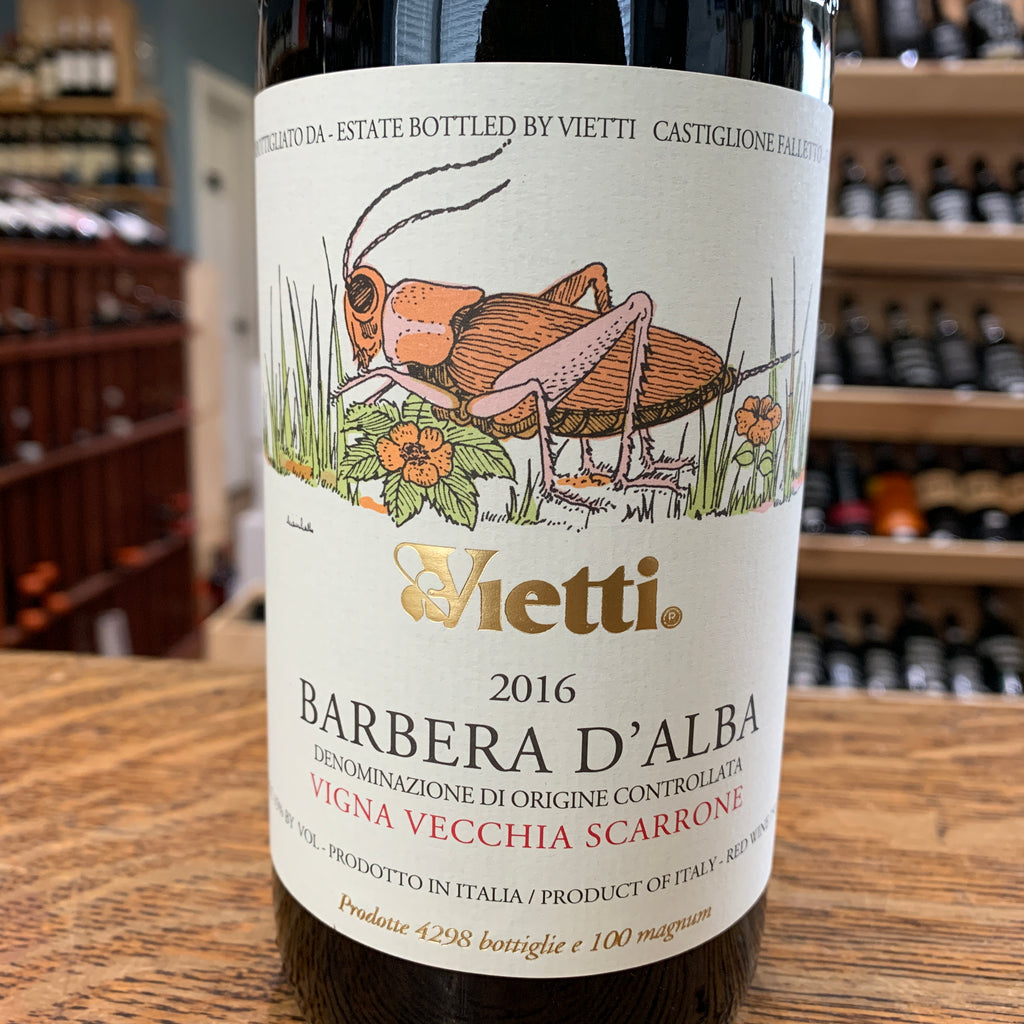 DA - ESTATE BOTTLED BY VIETTI CASTIGLIONE FALLETTO
Vietti
2016
BARBERA D'ALBA
DENOMINAZIONE DI ORIGINE CONTROLLATA
VIGNA VECCHIA SCARRONE
BY VOL - PRODOTTO IN ITALIA / PRODUCT OF ITALY - RED WINE
Prodotte 4298 bottiglie e 100 magnum